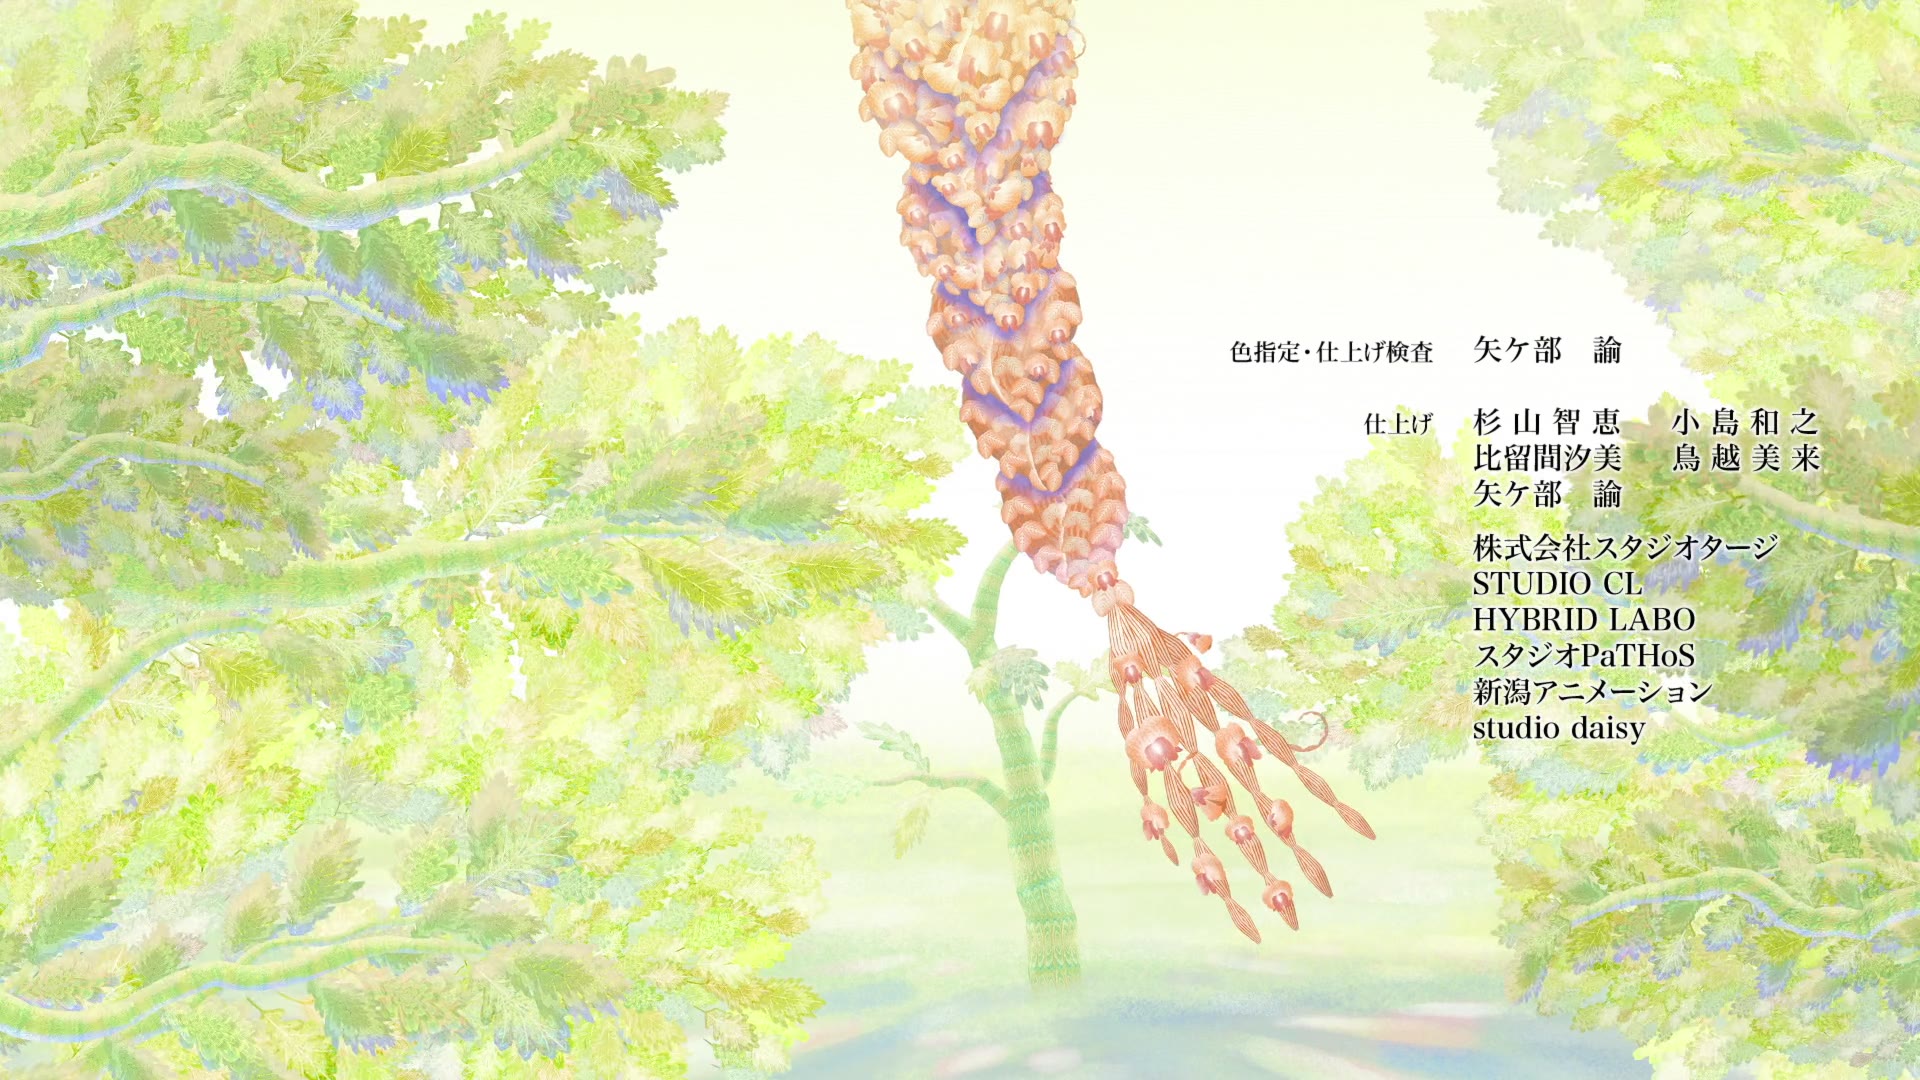 色指定・仕上げ検査　矢ケ部　諭
仕上げ　杉山智恵　小島和之
比留間汐美　鳥越美来
矢ケ部　諭
株式会社スタジオタージ
STUDIO CL
HYBRID LABO
スタジオPaTHoS
新潟アニメーション
studio daisy